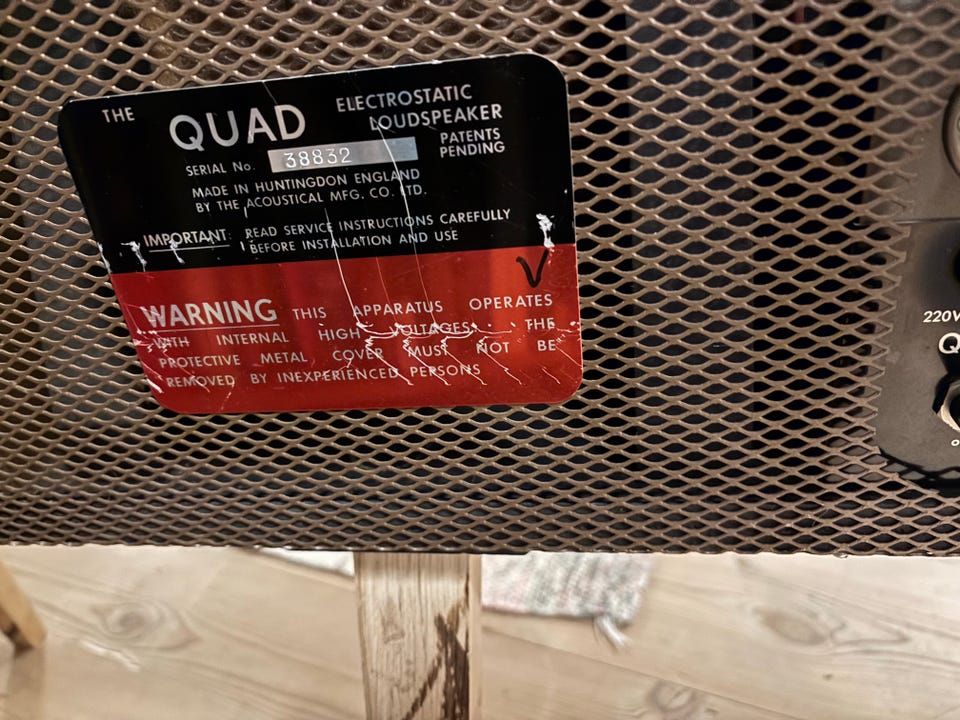 THE QUAD ELECTROSTATIC
LOUDSPEAKER
PATENTS
PENDING
SERIAL No. 38832
MADE IN HUNTINGDON ENGLAND
BY THE ACOUSTICAL MFG. CO. LTD.
IMPORTANT READ SERVICE INSTRUCTIONS CAREFULLY
BEFORE INSTALLATION AND USE
V
WARNING THIS APPARATUS OPERATES
WITH INTERNAL HIGH VOLTAGES THE
PROTECTIVE METAL COVER MUST NOT BE
REMOVED BY INEXPERIENCED PERSONS
220V